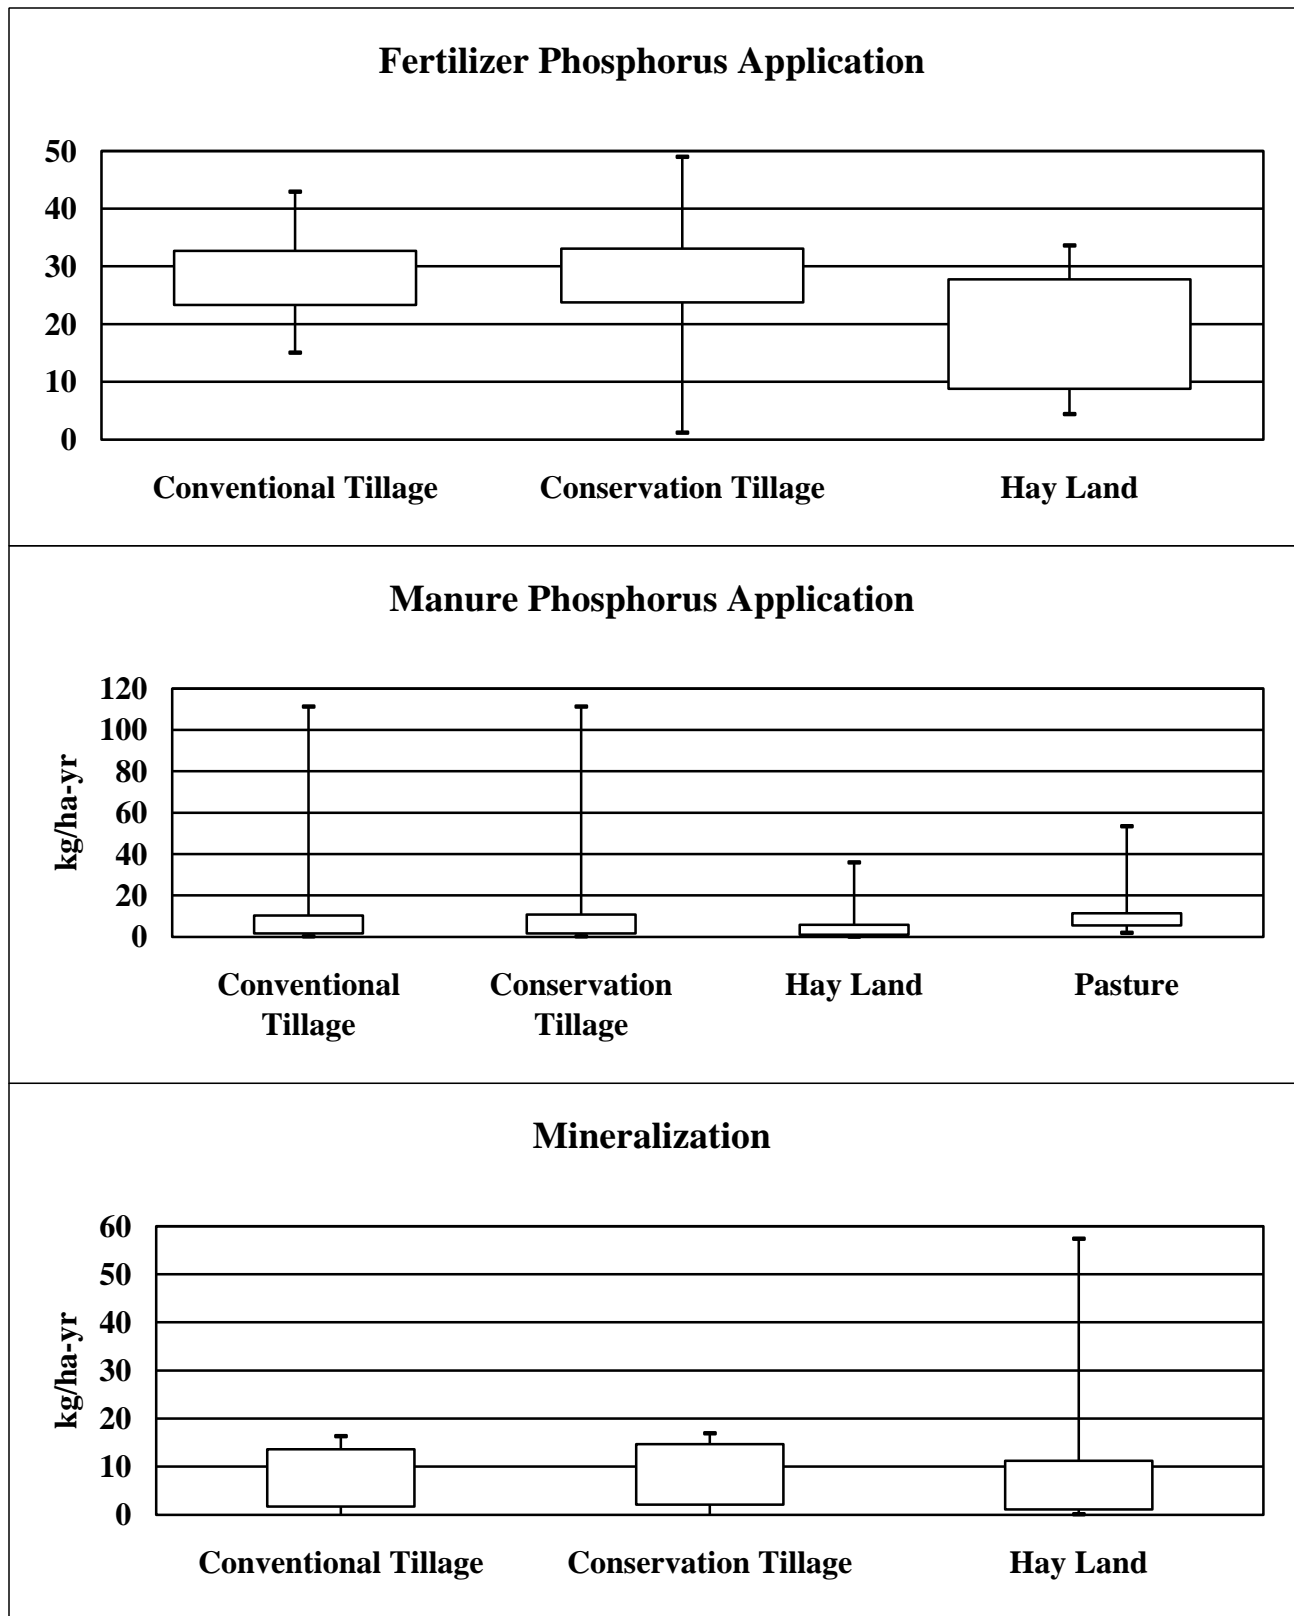 Fertilizer Phosphorus Application
50
40
30
20
10
0
Conventional Tillage Conservation Tillage Hay Land
Manure Phosphorus Application
kg/ha-yr
120
100
80
60
40
20
0
Conventional Tillage
Conservation Tillage
Hay Land
Pasture
Mineralization
kg/ha-yr
60
50
40
30
20
10
0
Conventional Tillage Conservation Tillage Hay Land